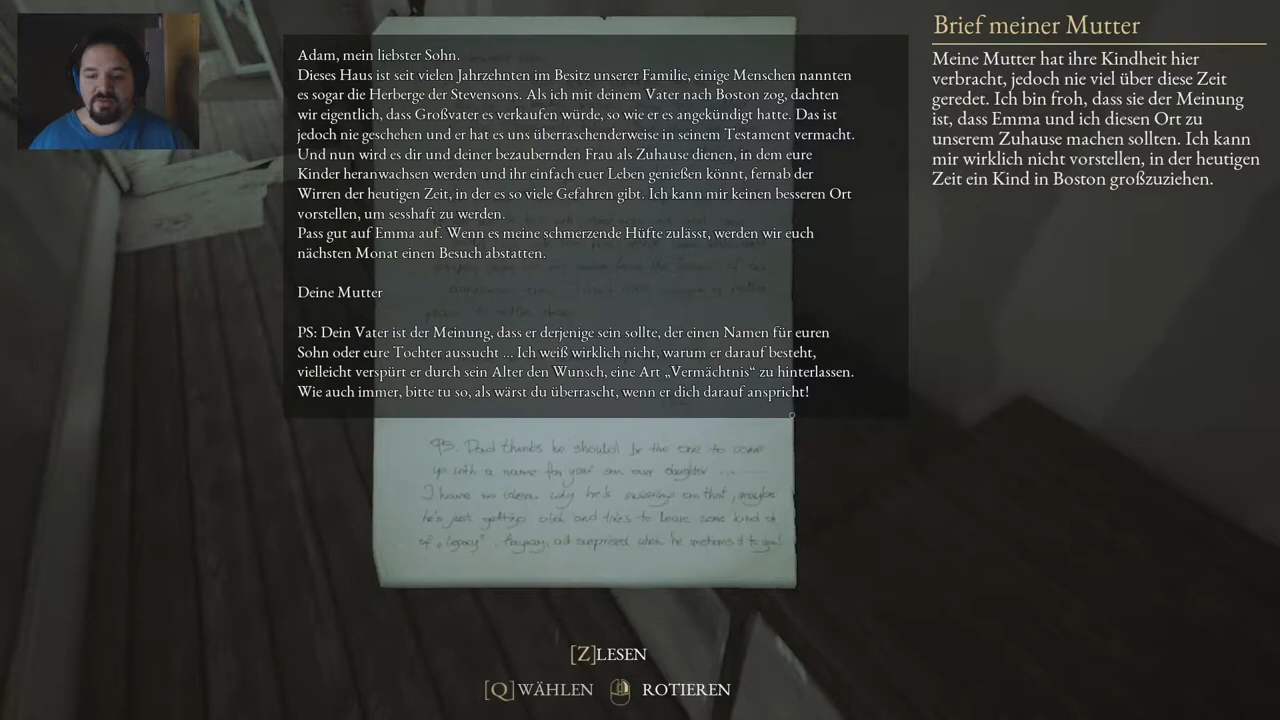 Adam, mein liebster Sohn.
Dieses Haus ist seit vielen Jahrzehnten im Besitz unserer Familie, einige Menschen nannten
es sogar die Herberge der Stevensons. Als ich mit deinem Vater nach Boston zog, dachten
wir eigentlich, dass Großvater es verkaufen würde, so wie er es angekündigt hatte. Das ist
jedoch nie geschehen und er hat es uns überraschenderweise in seinem Testament vermacht.
Und nun wird es dir und deiner bezaubernden Frau als Zuhause dienen, in dem eure
Kinder heranwachsen werden und ihr einfach euer Leben genießen könnt, fernab der
Wirren der heutigen Zeit, in der es so viele Gefahren gibt. Ich kann mir keinen besseren Ort
vorstellen, um sesshaft zu werden.
Pass gut auf Emma auf. Wenn es meine schmerzende Hüfte zulässt, werden wir euch
nächsten Monat einen Besuch abstatten.
Deine Mutter
PS: Dein Vater ist der Meinung, dass er derjenige sein sollte, der einen Namen für euren
Sohn oder eure Tochter aussucht ... Ich weiß wirklich nicht, warum er darauf besteht,
vielleicht verspürt er durch sein Alter den Wunsch, eine Art „Vermächtnis“ zu hinterlassen.
Wie auch immer, bitte tu so, als wärst du überrascht, wenn er dich darauf anspricht!
PS. Dad thinks he should be the one to come
up with a name for your son our daughter ...
I have no idea why he's insisting on that, maybe
he's just getting old and tries to leave some kind of
of „legacy". Anyway, act surprised when he mentions it to you!
[Z]LESEN
[Q]WÄHLEN ROTIEREN
Brief meiner Mutter
Meine Mutter hat ihre Kindheit hier
verbracht, jedoch nie viel über diese Zeit
geredet. Ich bin froh, dass sie der Meinung
ist, dass Emma und ich diesen Ort zu
unserem Zuhause machen sollten. Ich kann
mir wirklich nicht vorstellen, in der heutigen
Zeit ein Kind in Boston großzuziehen.